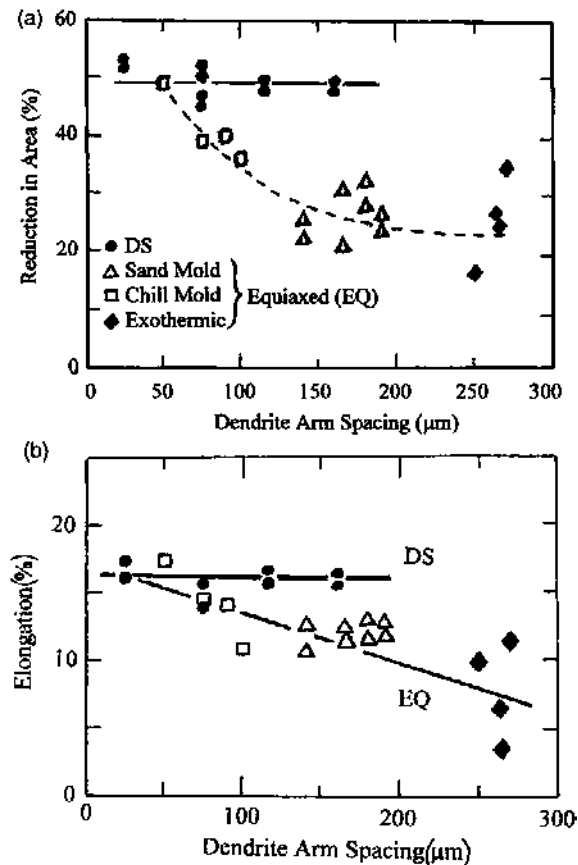 (a)
60
40
20
0
Reduction in Area (%)
DS
Sand Mold
Chill Mold
Exothermic
Equiaxed (EQ)
0 50 100 150 200 250 300
Dendrite Arm Spacing (μm)
(b)
20
10
0
Elongation(%)
DS
EQ
0 100 200 300
Dendrite Arm Spacing(μm)